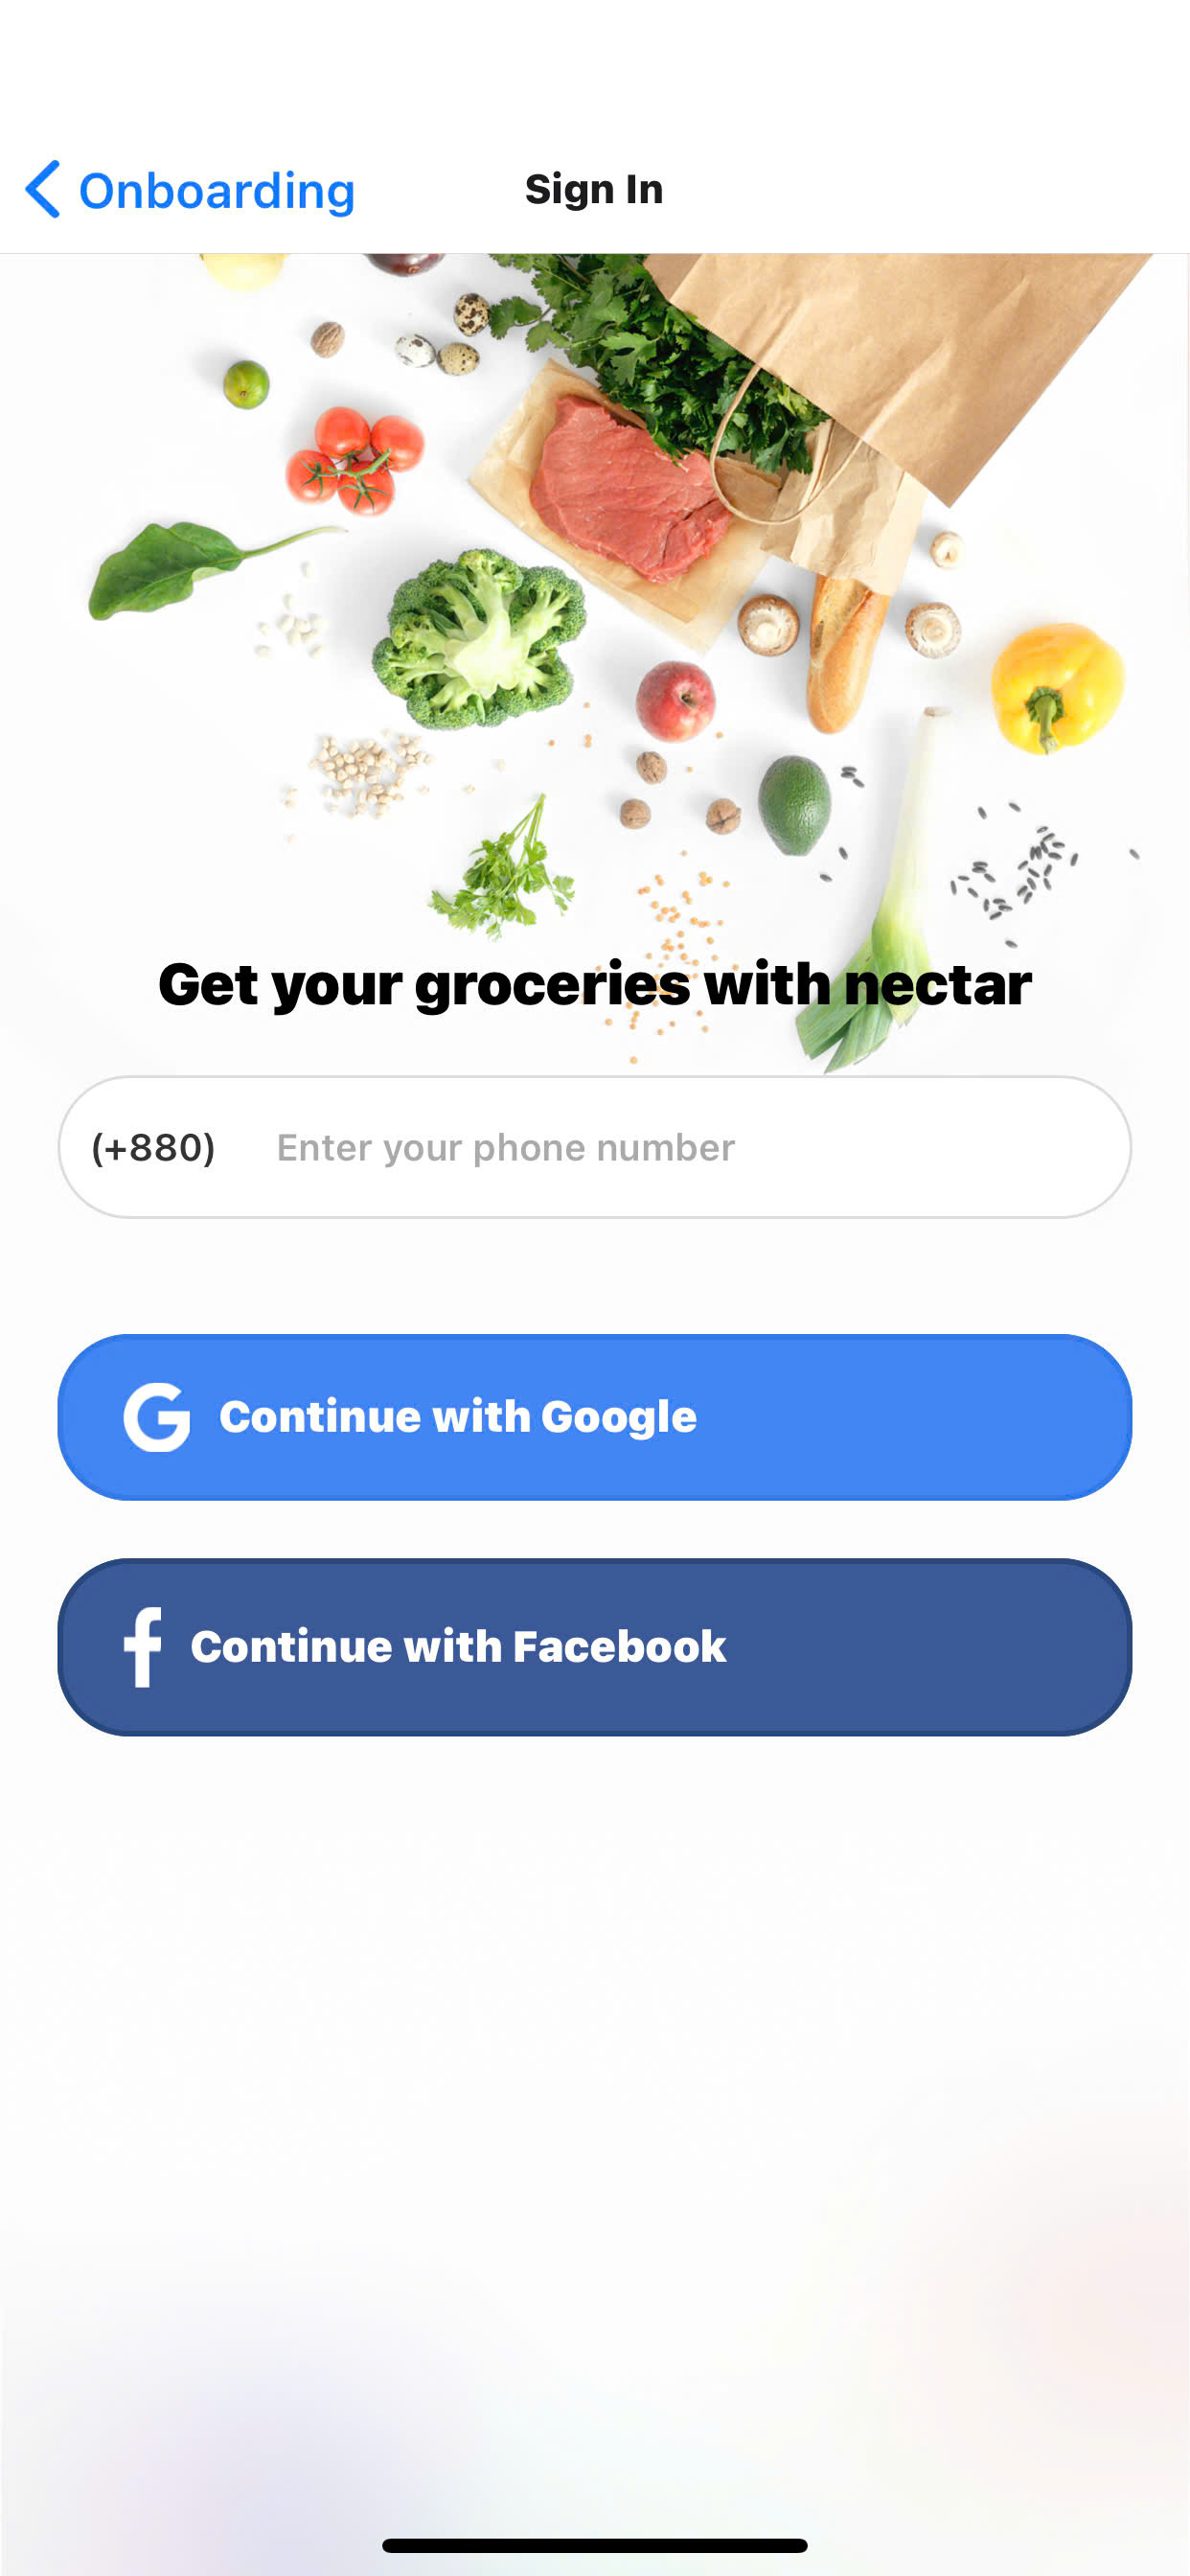 Onboarding
Sign In
Get your groceries with nectar
(+880) Enter your phone number
Continue with Google
Continue with Facebook